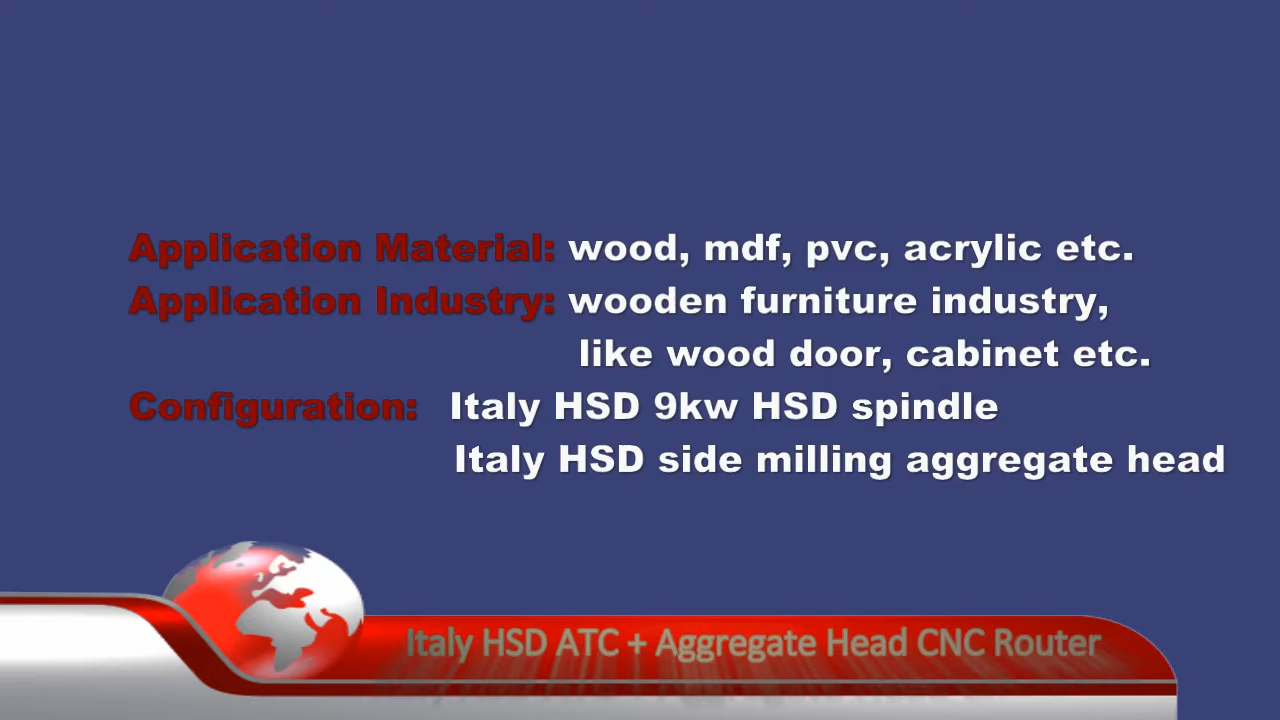 Application Material: wood, mdf, pvc, acrylic etc.
Application Industry: wooden furniture industry,
like wood door, cabinet etc.
Configuration: Italy HSD 9kw HSD spindle
Italy HSD side milling aggregate head
Italy HSD ATC + Aggregate Head CNC Router